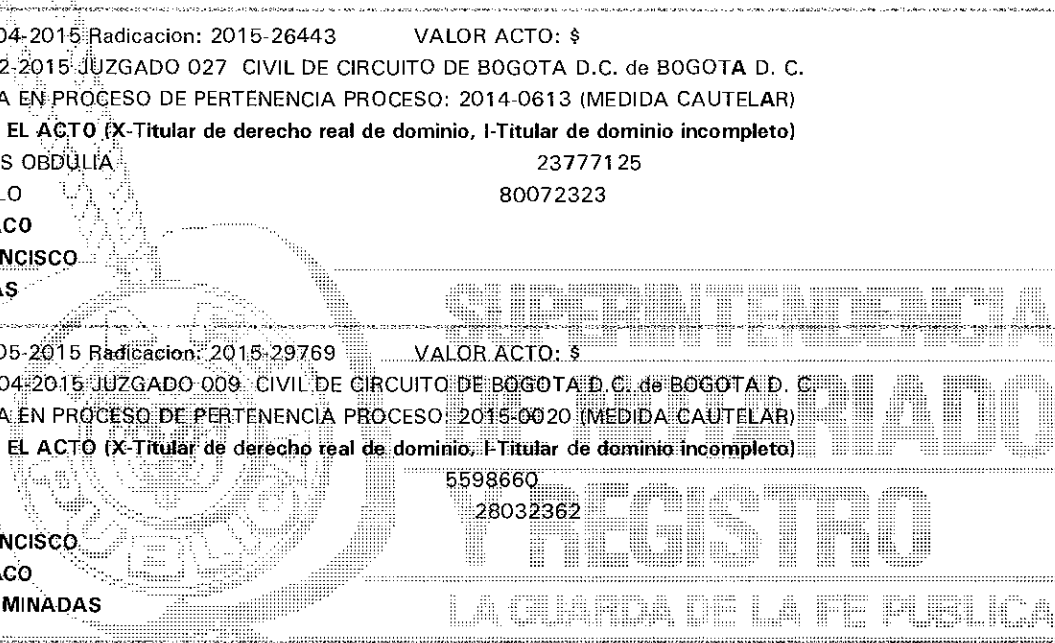 04-2015 Radicacion: 2015-26443 VALOR ACTO: $
2-2015 JUZGADO 027 CIVIL DE CIRCUITO DE BOGOTA D.C. de BOGOTA D. C.
A EN PROCESO DE PERTENENCIA PROCESO: 2014-0613 (MEDIDA CAUTELAR)
EL ACTO (X-Titular de derecho real de dominio, I-Titular de dominio incompleto)
S OBDULIA 23777125
LO 80072323
ACO
NCISCO
AS
SUPERINTENDENCIA
05-2015 Radicacion: 2015-29769 VALOR ACTO: $
04-2015 JUZGADO 009 CIVIL DE CIRCUITO DE BOGOTA D.C. de BOGOTA D. C.
A EN PROCESO DE PERTENENCIA PROCESO: 2015-0020 (MEDIDA CAUTELAR)
EL ACTO (X-Titular de derecho real de dominio, I-Titular de dominio incompleto)
5598660
28032362
Y REGISTRO
NCISCO
ACO
MINADAS
LA GUARDA DE LA FE PUBLICA